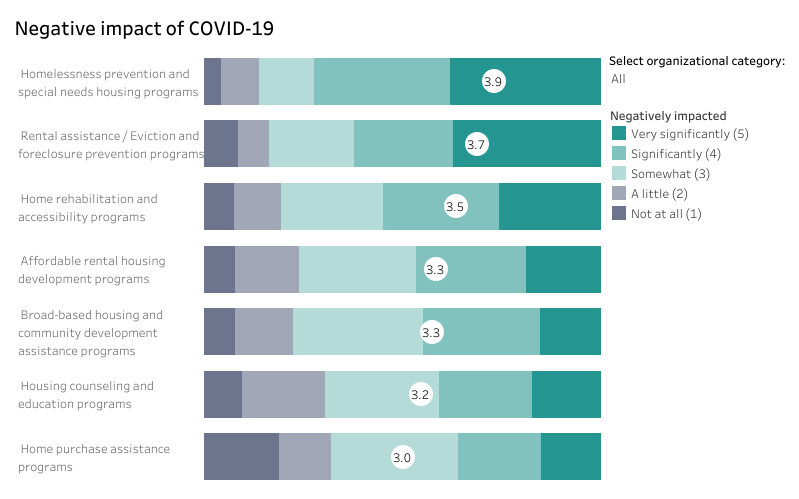 Negative impact of COVID-19
Homelessness prevention and
special needs housing programs
3.9
Rental assistance / Eviction and
foreclosure prevention programs
3.7
Home rehabilitation and
accessibility programs
3.5
Affordable rental housing
development programs
3.3
Broad-based housing and
community development
assistance programs
3.3
Housing counseling and
education programs
3.2
Home purchase assistance
programs
3.0
Select organizational category:
All
Negatively impacted
Very significantly (5)
Significantly (4)
Somewhat (3)
A little (2)
Not at all (1)